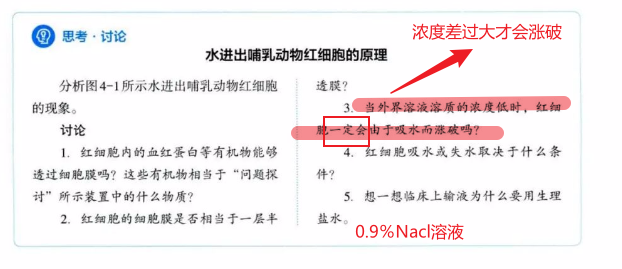 思考·讨论
浓度差过大才会涨破
水进出哺乳动物红细胞的原理
分析图4-1所示水进出哺乳动物红细胞
的现象。
讨论
1. 红细胞内的血红蛋白等有机物能够
透过细胞膜吗？这些有机物相当于“问题探
讨”所示装置中的什么物质？
2. 红细胞的细胞膜是否相当于一层半
透膜？
3. 当外界溶液溶质的浓度低时，红细
胞一定会由于吸水而涨破吗？
4. 红细胞吸水或失水取决于什么条
件？
5. 想一想临床上输液为什么要用生理
盐水。
0.9%Nacl溶液